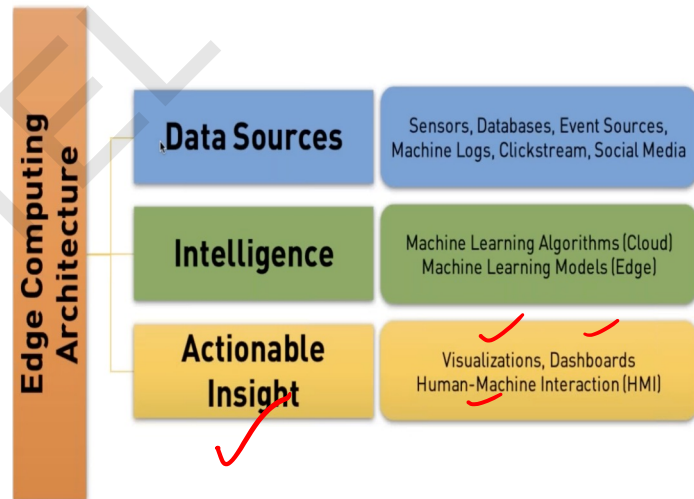 Edge Computing
Architecture
Data Sources
Sensors, Databases, Event Sources,
Machine Logs, Clickstream, Social Media
Intelligence
Machine Learning Algorithms (Cloud)
Machine Learning Models (Edge)
Actionable
Insight
Visualizations, Dashboards
Human-Machine Interaction (HMI)